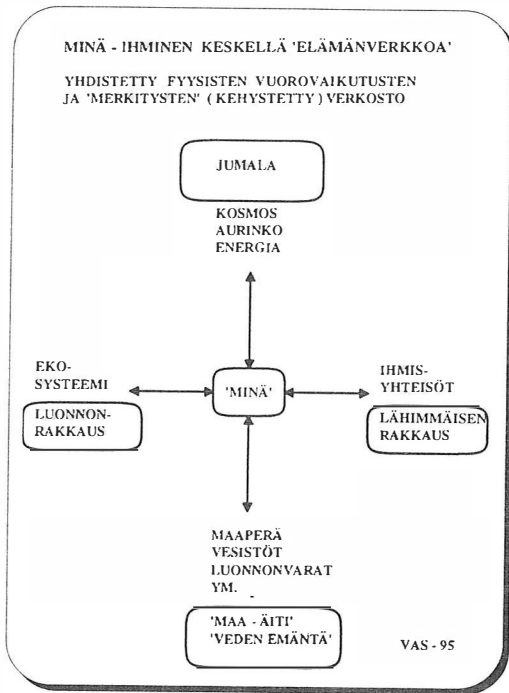 MINÄ - IHMINEN KESKELLÄ 'ELÄMÄNVERKKOA'
YHDISTETTY FYYSISTEN VUOROVAIKUTUSTEN
JA 'MERKITYSTEN' ( KEHYSTETTY ) VERKOSTO
JUMALA
KOSMOS
AURINKO
ENERGIA
EKO-
SYSTEEMI
LUONNON-
RAKKAUS
'MINÄ'
IHMIS-
YHTEISÖT
LÄHIMMÄISEN
RAKKAUS
MAAPERÄ
VESISTÖT
LUONNONVARAT
YM.
'MAA - ÄITI'
'VEDEN EMÄNTÄ'
VAS - 95